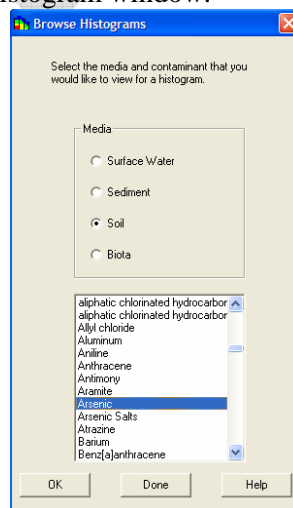 histogram window.
Browse Histograms
Select the media and contaminant that you
would like to view for a histogram.
Media
Surface Water
Sediment
Soil
Biota
aliphatic chlorinated hydrocarbor
aliphatic chlorinated hydrocarbor
Allyl chloride
Aluminum
Aniline
Anthracene
Antimony
Aramite
Arsenic
Arsenic Salts
Atrazine
Barium
Benz[a]anthracene
OK
Done
Help